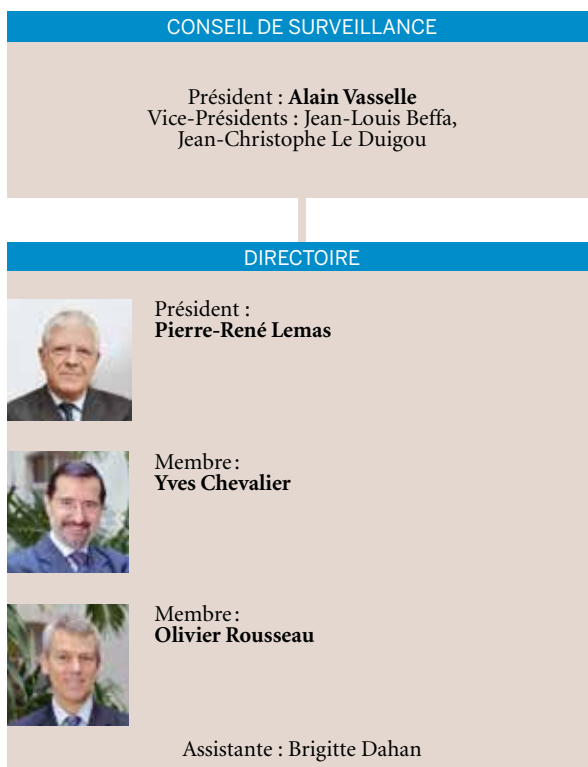 CONSEIL DE SURVEILLANCE
Président : Alain Vasselle
Vice-Présidents : Jean-Louis Beffa,
Jean-Christophe Le Duigou
DIRECTOIRE
Président :
Pierre-René Lemas
Membre :
Yves Chevalier
Membre :
Olivier Rousseau
Assistante : Brigitte Dahan